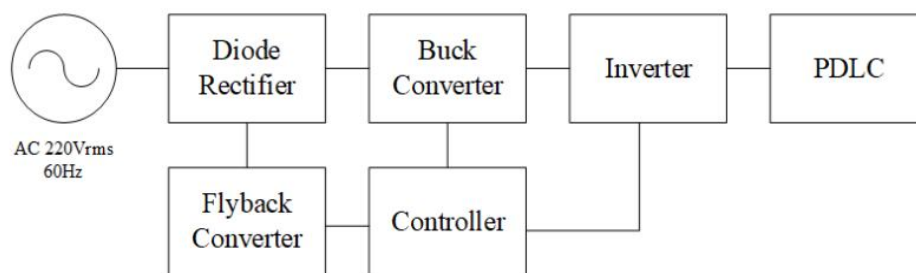 Diode
Rectifier
Buck
Converter
Inverter
PDLC
AC 220Vrms
60Hz
Flyback
Converter
Controller